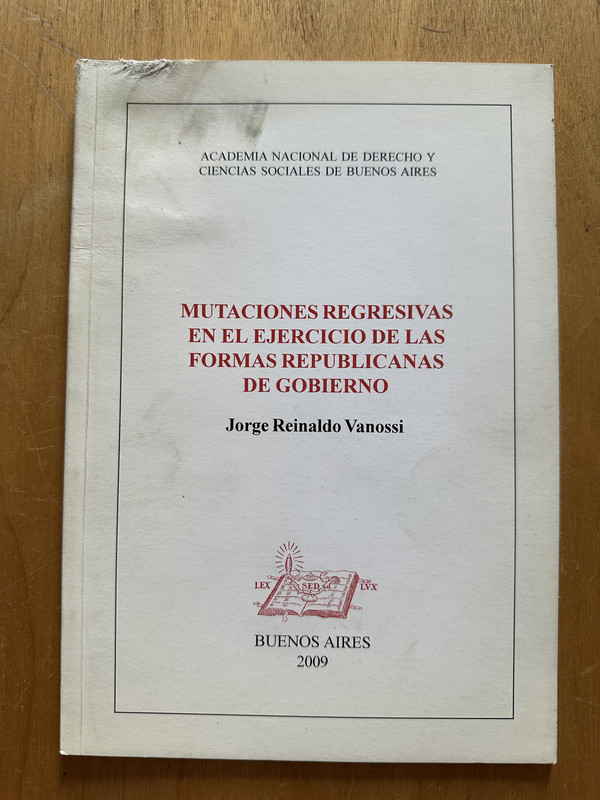 ACADEMIA NACIONAL DE DERECHO Y
CIENCIAS SOCIALES DE BUENOS AIRES
MUTACIONES REGRESIVAS
EN EL EJERCICIO DE LAS
FORMAS REPUBLICANAS
DE GOBIERNO
Jorge Reinaldo Vanossi
LEX SED LVX
BUENOS AIRES
2009